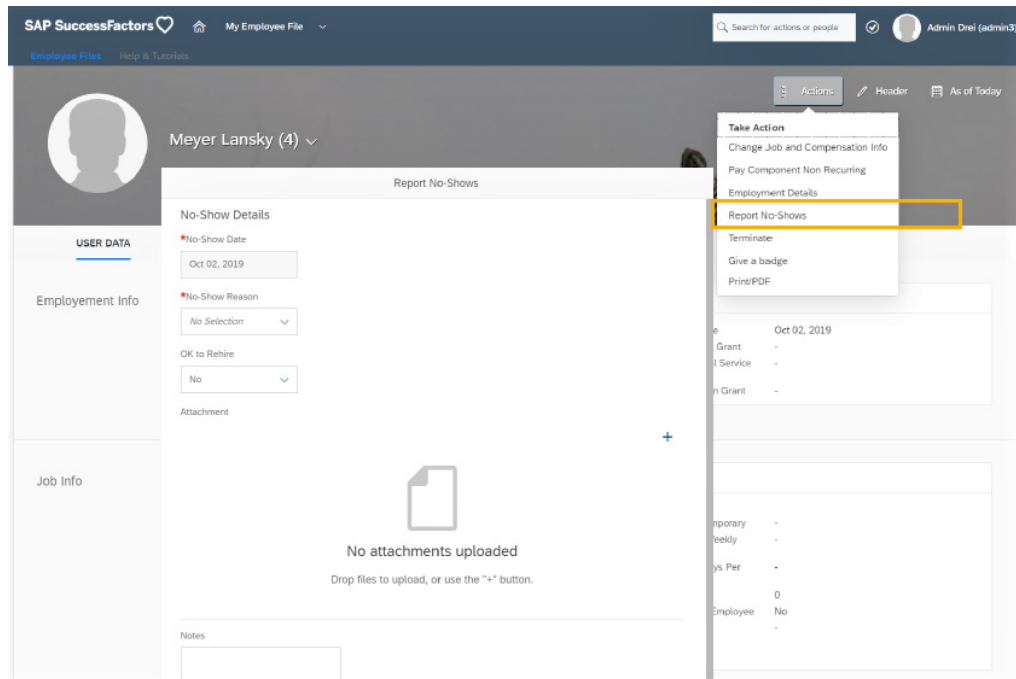 SAP SuccessFactors
My Employee File
Search for actions or people
Admin Drei (admin3)
Employee Files Help & Tutorials
Actions
Header
As of Today
Meyer Lansky (4)
Take Action
Change Job and Compensation Info
Pay Component Non Recurring
Employment Details
Report No-Shows
Terminate
Give a badge
Print/PDF
USER DATA
Report No-Shows
No-Show Details
*No-Show Date
Oct 02, 2019
*No-Show Reason
No Selection
OK to Rehire
No
Attachment
+
No attachments uploaded
Drop files to upload, or use the "+" button.
Notes
Employement Info
Oct 02, 2019
Grant -
Service -
Grant -
Job Info
-
-
Per -
0
Employee No
-